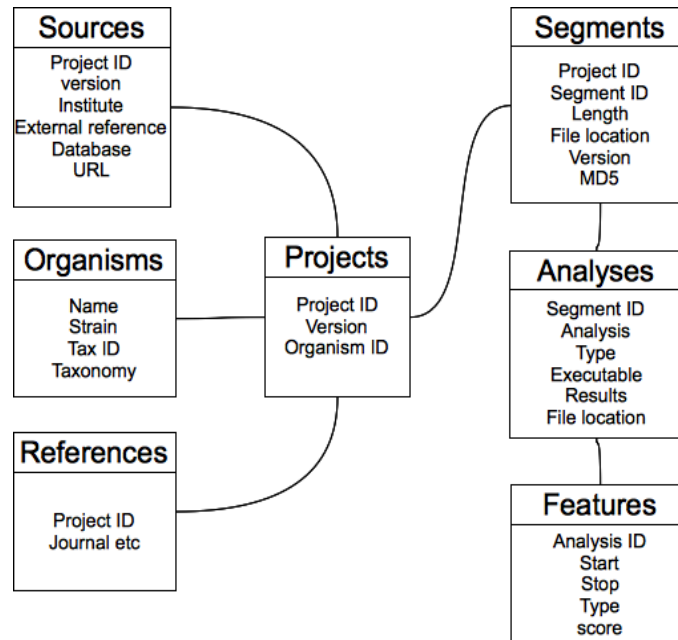 Sources
Project ID
version
Institute
External reference
Database
URL
Organisms
Name
Strain
Tax ID
Taxonomy
References
Project ID
Journal etc
Projects
Project ID
Version
Organism ID
Segments
Project ID
Segment ID
Length
File location
Version
MD5
Analyses
Segment ID
Analysis
Type
Executable
Results
File location
Features
Analysis ID
Start
Stop
Type
score